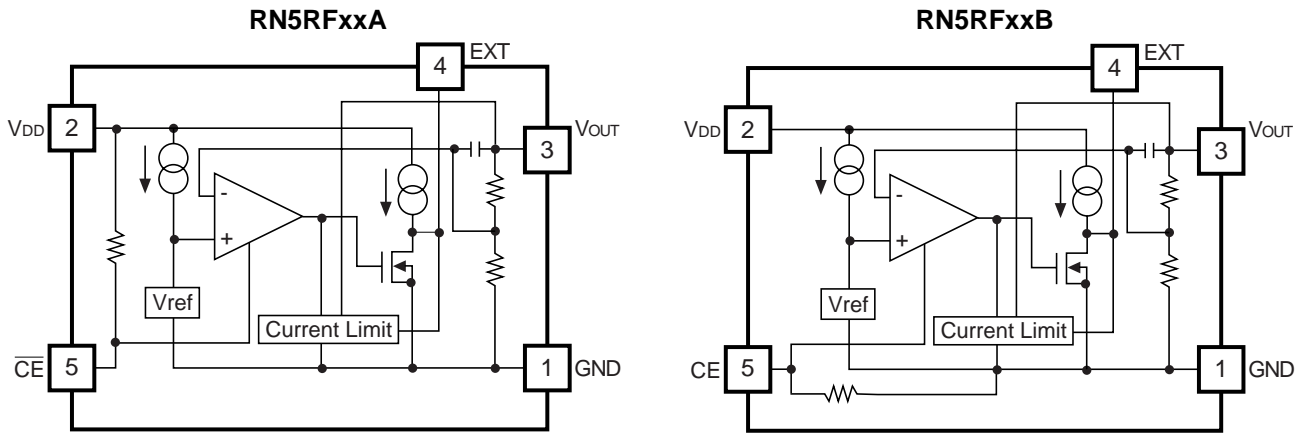 RN5RFxxA
4 EXT
VDD 2
3 VOUT
-
+
Vref
Current Limit
C̅E̅ 5
1 GND
RN5RFxxB
4 EXT
VDD 2
3 VOUT
-
+
Vref
Current Limit
CE 5
1 GND